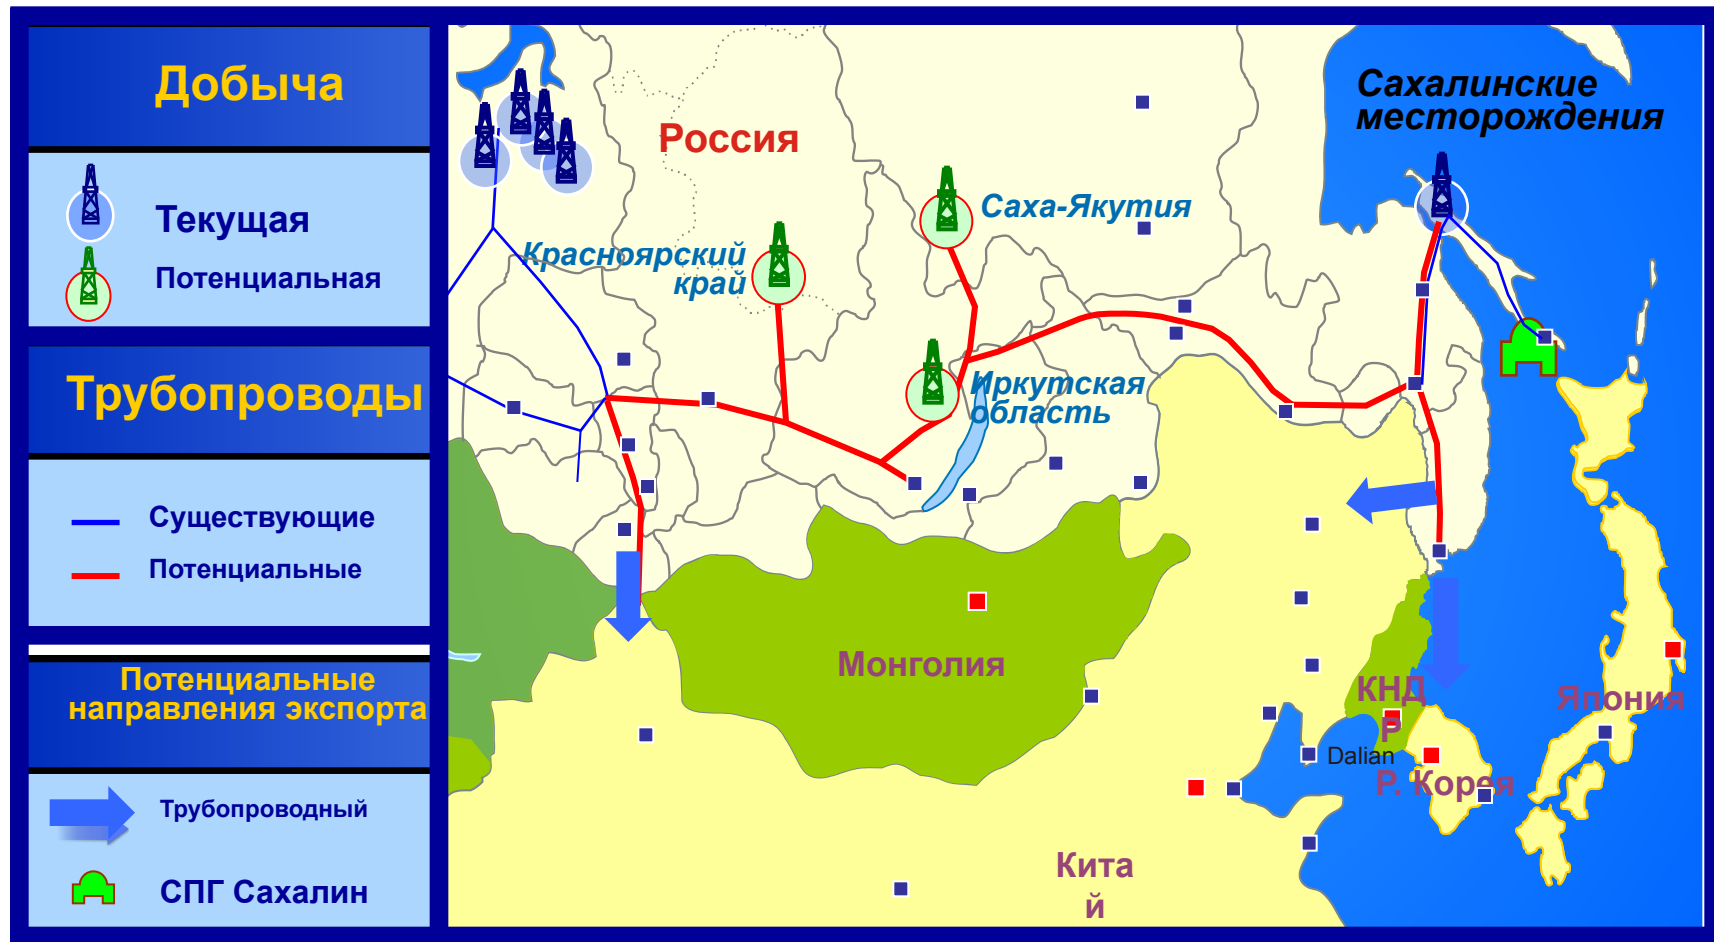 Добыча
Текущая
Потенциальная
Трубопроводы
Существующие
Потенциальные
Потенциальные
направления экспорта
Трубопроводный
СПГ Сахалин
Сахалинские
месторождения
Россия
Саха-Якутия
Красноярский
край
Иркутская
область
Монголия
КНД
Р
Япония
Dalian
Р. Корея
Кита
й